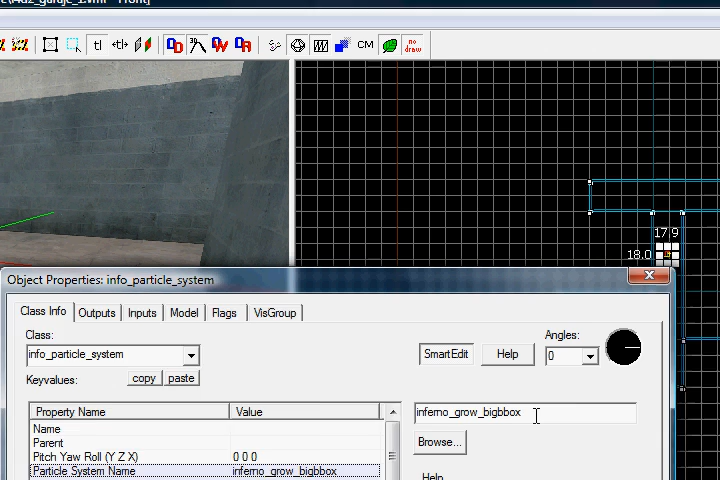 tl
CM
no
draw
17.9
18.0
Object Properties: info_particle_system
Class Info Outputs Inputs Model Flags VisGroup
Class:
info_particle_system
SmartEdit Help
Angles:
0
Keyvalues: copy paste
Property Name Value
inferno_grow_bigbbox
Name
Parent
Pitch Yaw Roll (Y Z X) 0 0 0
Browse...
Particle System Name inferno_grow_bigbbox
Help